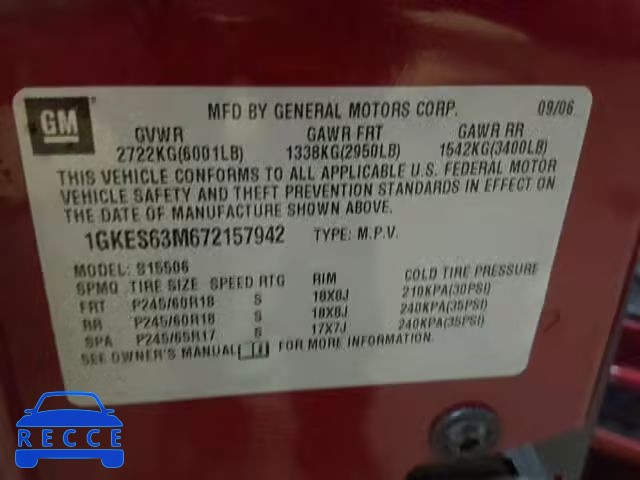 GM
MFD BY GENERAL MOTORS CORP. 09/06
GVWR GAWR FRT GAWR RR
2722KG(6001LB) 1338KG(2950LB) 1542KG(3400LB)
THIS VEHICLE CONFORMS TO ALL APPLICABLE U.S. FEDERAL MOTOR
VEHICLE SAFETY AND THEFT PREVENTION STANDARDS IN EFFECT ON
THE DATE OF MANUFACTURE SHOWN ABOVE.
1GKES63M672157942 TYPE: M.P.V.
MODEL: S15506
SPMO TIRE SIZE SPEED RTG RIM COLD TIRE PRESSURE
FRT P245/60R18 S 18X8J 210KPA(30PSI)
RR P245/60R18 S 18X8J 240KPA(35PSI)
SPA P245/65R17 S 17X7J 240KPA(35PSI)
SEE OWNER'S MANUAL FOR MORE INFORMATION.
RECCE